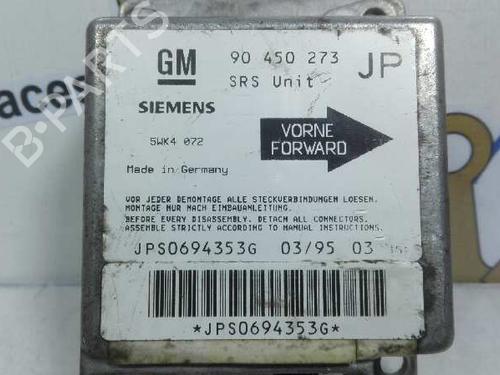 GM 90 450 273 JP
SRS Unit
SIEMENS
5WK4 072
VORNE
FORWARD
Made in Germany
VOR JEDER DEMONTAGE ALLE STECKVERBINDUNGEN LOESEN.
MONTAGE NUR NACH EINBAUANLEITUNG.
BEFORE EVERY DISASSEMBLY. DETACH ALL CONNECTORS.
ASSEMBLE STRICTLY ACCORDING TO MANUAL INSTRUCTIONS.
JPS0694353G 03/95 03
*JPS0694353G*
B-PARTS